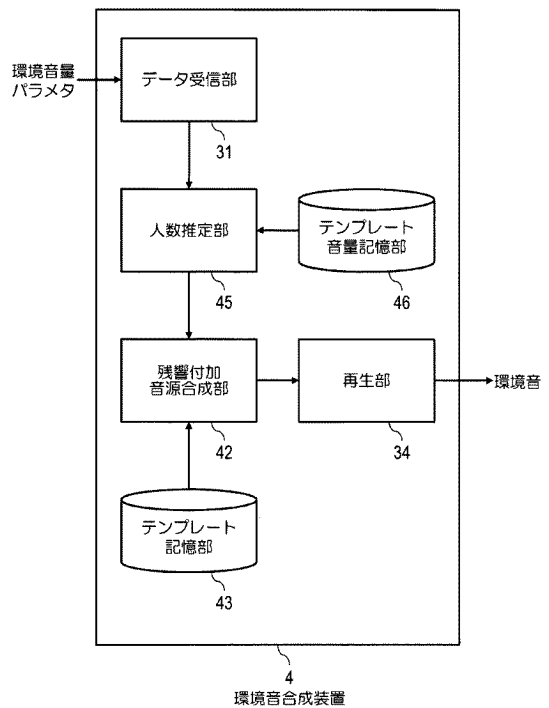 環境音量
パラメタ
データ受信部
31
人数推定部
45
テンプレート
音量記憶部
46
残響付加
音源合成部
42
再生部
34
環境音
テンプレート
記憶部
43
4
環境音合成装置